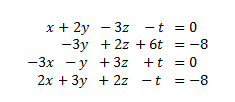 x + 2y − 3z − t = 0
−3y + 2z + 6t = −8
−3x − y + 3z + t = 0
2x + 3y + 2z − t = −8